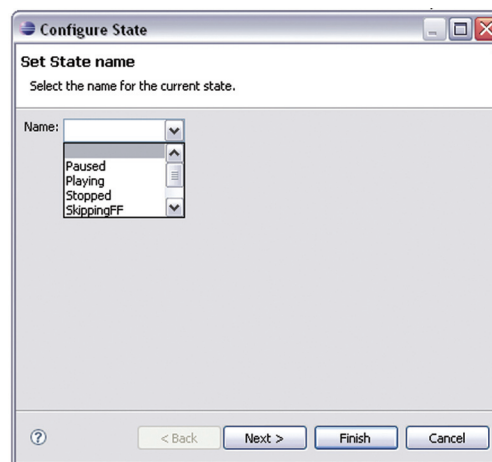 Configure State
Set State name
Select the name for the current state.
Name:
Paused
Playing
Stopped
SkippingFF
?
< Back Next > Finish Cancel